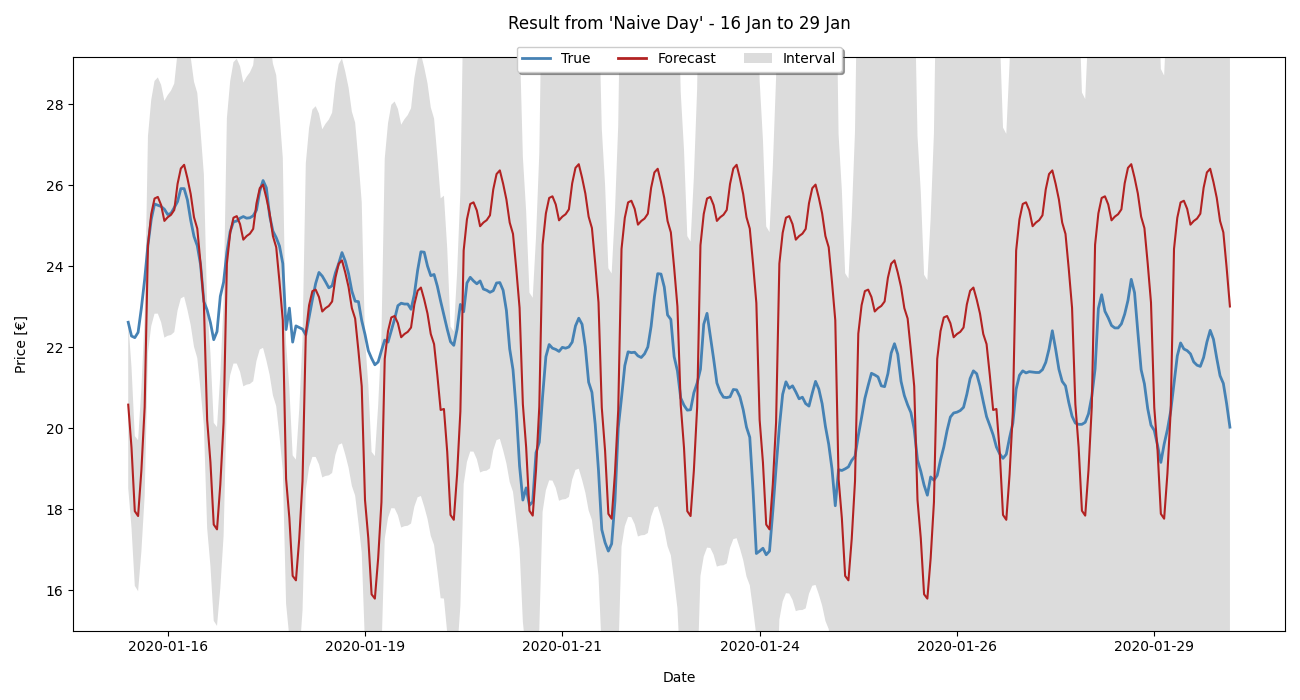 Result from 'Naive Day' - 16 Jan to 29 Jan
True Forecast Interval
28
26
24
22
20
18
16
Price [€]
2020-01-16 2020-01-19 2020-01-21 2020-01-24 2020-01-26 2020-01-29
Date